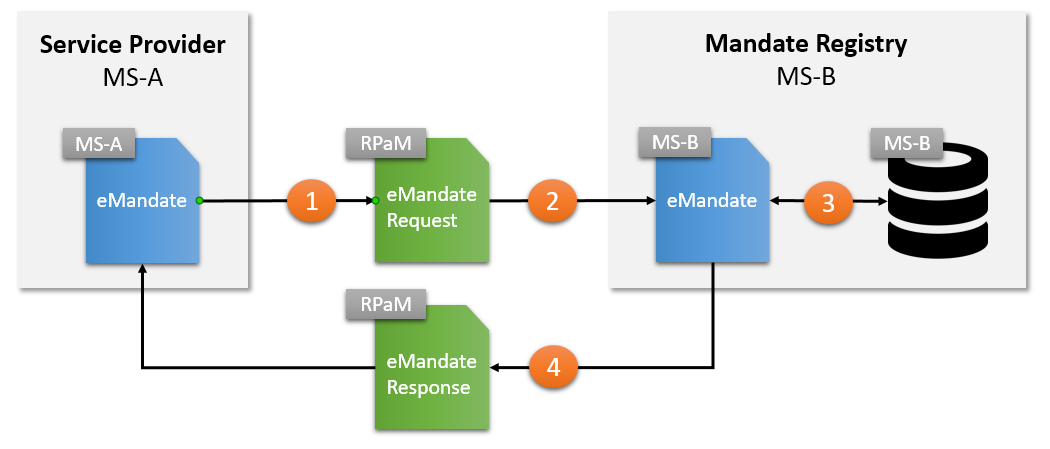 Service Provider
MS-A
Mandate Registry
MS-B
MS-A
eMandate
1
RPaM
eMandate
Request
2
MS-B
eMandate
3
MS-B
RPaM
eMandate
Response
4